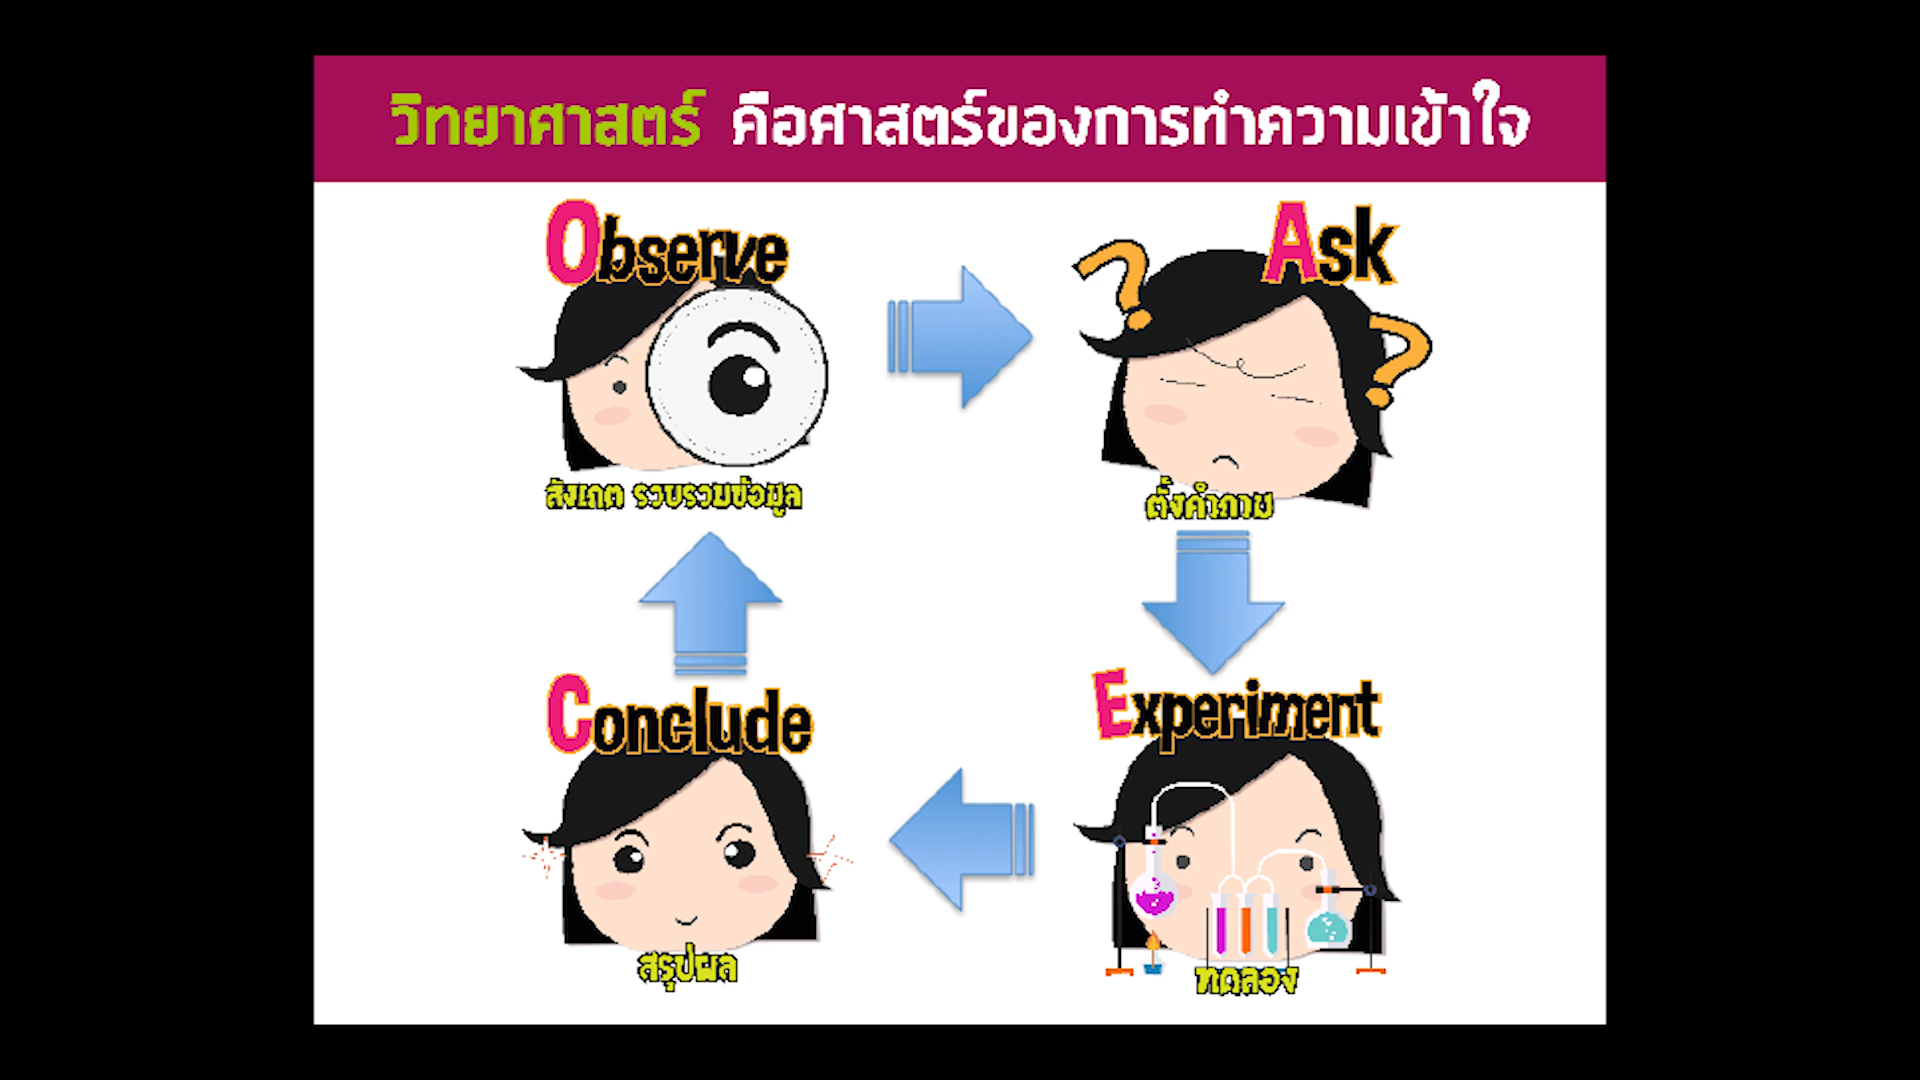 วิทยาศาสตร์ คือศาสตร์ของการทำความเข้าใจ
Observe
สังเกต รวบรวมข้อมูล
Ask
ตั้งคำถาม
Experiment
ทดลอง
Conclude
สรุปผล